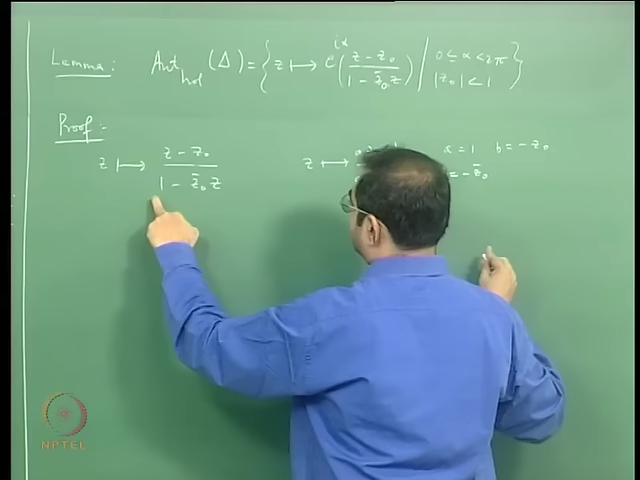 Lemma: Aut_hol (Δ) = { z ⟼ e^{iα} ( (z - z₀) / (1 - z̄₀ z) ) / 0 ≤ α < 2π |z₀| < 1 }
Proof:-
z ⟼ (z - z₀) / (1 - z̄₀ z) z ⟼ a = 1 b = -z₀
= -z̄₀
NPTEL